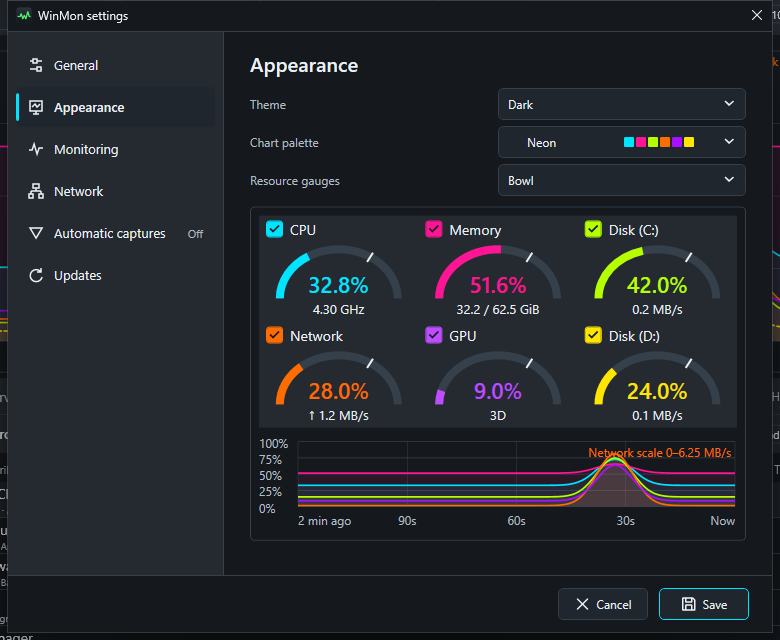 WinMon settings
General
Appearance
Monitoring
Network
Automatic captures Off
Updates
Appearance
Theme Dark
Chart palette Neon
Resource gauges Bowl
CPU Memory Disk (C:)
32.8% 51.6% 42.0%
4.30 GHz 32.2 / 62.5 GiB 0.2 MB/s
Network GPU Disk (D:)
28.0% 9.0% 24.0%
↑ 1.2 MB/s 3D 0.1 MB/s
100%
Network scale 0–6.25 MB/s
75%
50%
25%
0%
2 min ago 90s 60s 30s Now
Cancel Save